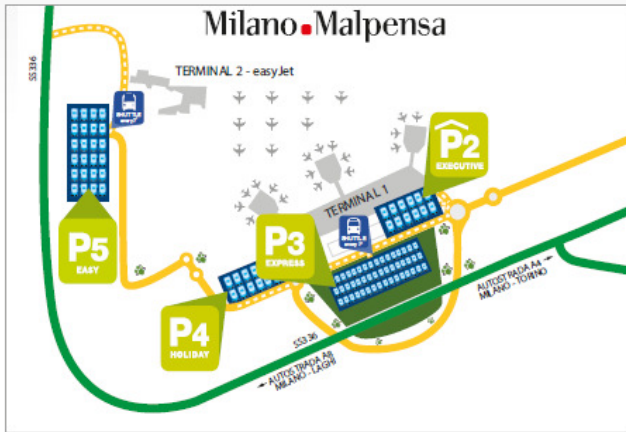 Milano Malpensa
SS336
TERMINAL 2 - easyJet
SHUTTLE
P2
EXECUTIVE
TERMINAL 1
SHUTTLE
P3
EXPRESS
P5
EASY
P4
HOLIDAY
SS336
AUTOSTRADA A8
MILANO - LAGHI
AUTOSTRADA A4
MILANO - TORINO